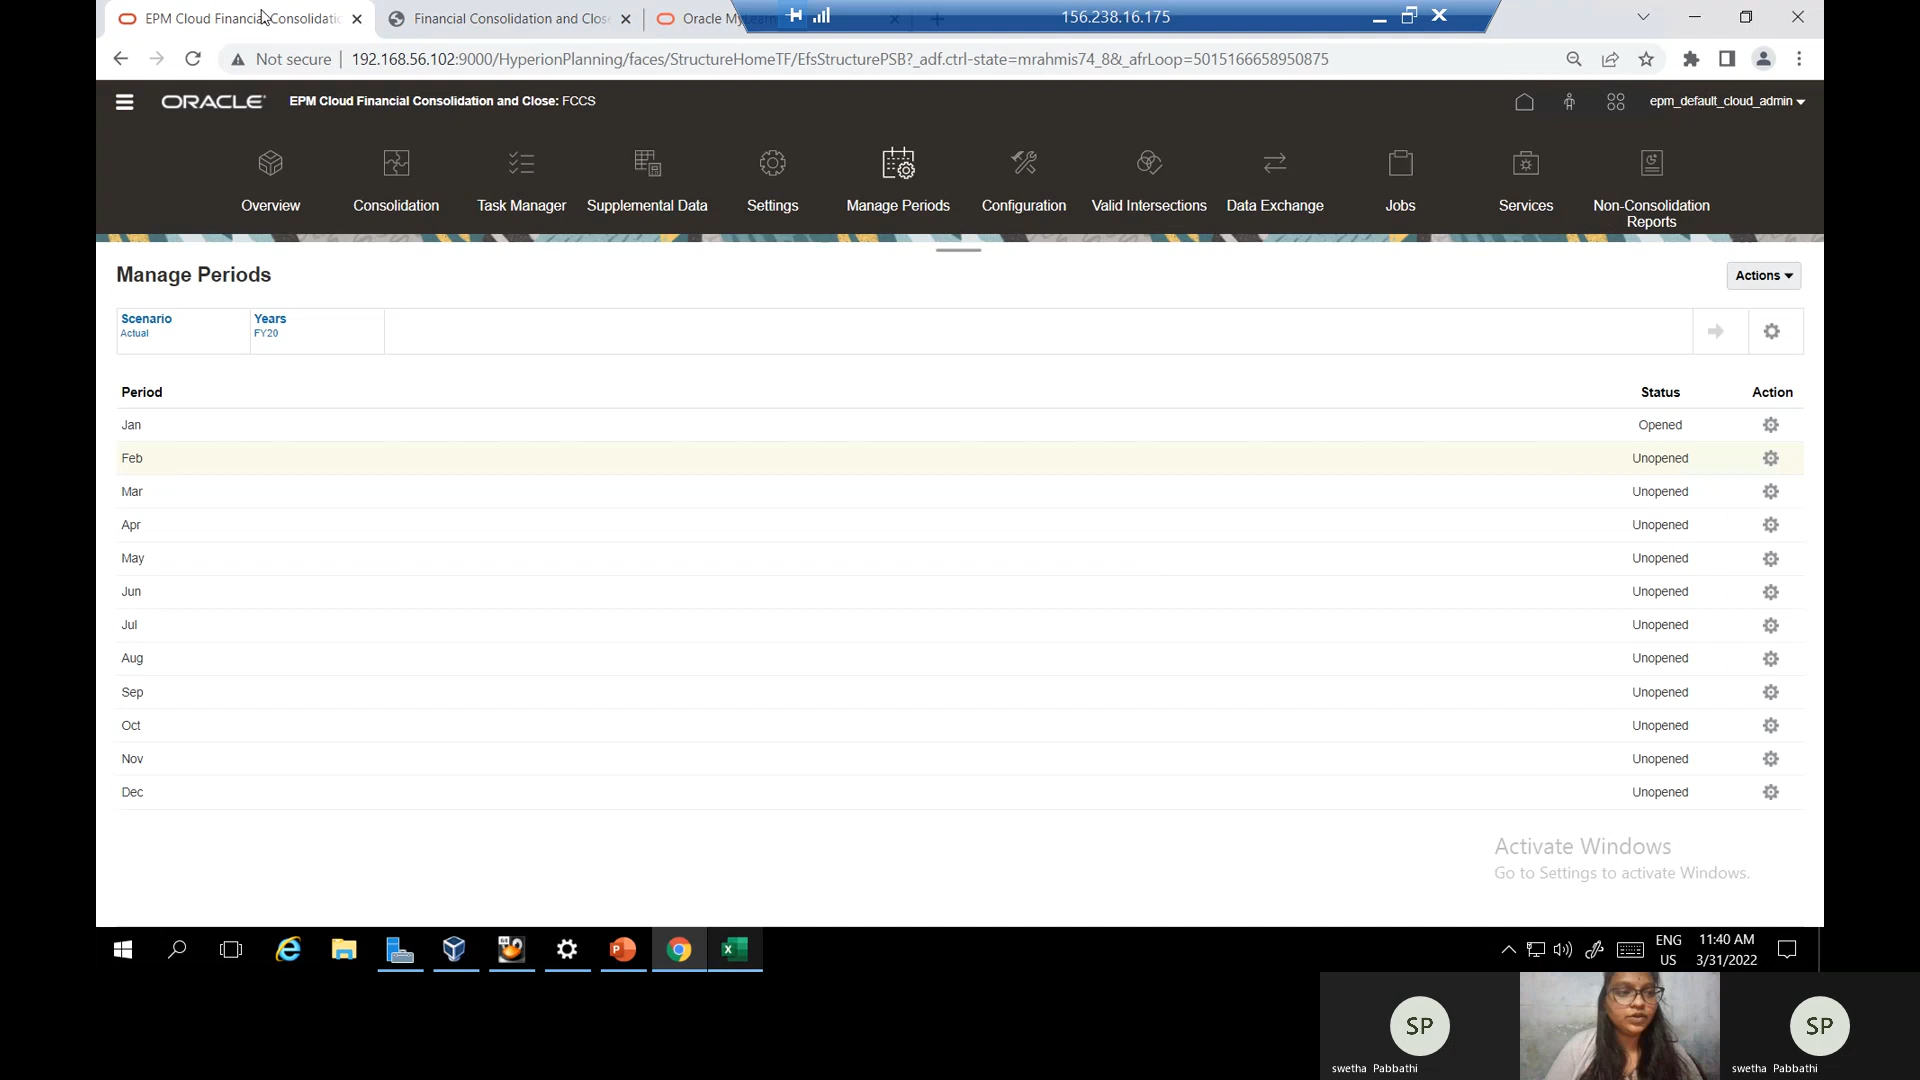 EPM Cloud Financial Consolidatic
Financial Consolidation and Clos
Oracle MyLearn
156.238.16.175
Not secure
192.168.56.102:9000/HyperionPlanning/faces/StructureHomeTF/EfsStructurePSB?_adf.ctrl-state=mrahmis74_8&_afrLoop=5015166658950875
ORACLE
EPM Cloud Financial Consolidation and Close: FCCS
epm_default_cloud_admin
Overview
Consolidation
Task Manager
Supplemental Data
Settings
Manage Periods
Configuration
Valid Intersections
Data Exchange
Jobs
Services
Non-Consolidation
Reports
Manage Periods
Actions
Scenario
Actual
Years
FY20
Period Status Action
Jan Opened
Feb Unopened
Mar Unopened
Apr Unopened
May Unopened
Jun Unopened
Jul Unopened
Aug Unopened
Sep Unopened
Oct Unopened
Nov Unopened
Dec Unopened
Activate Windows
Go to Settings to activate Windows.
ENG
US
11:40 AM
3/31/2022
SP
swetha Pabbathi
SP
swetha Pabbathi